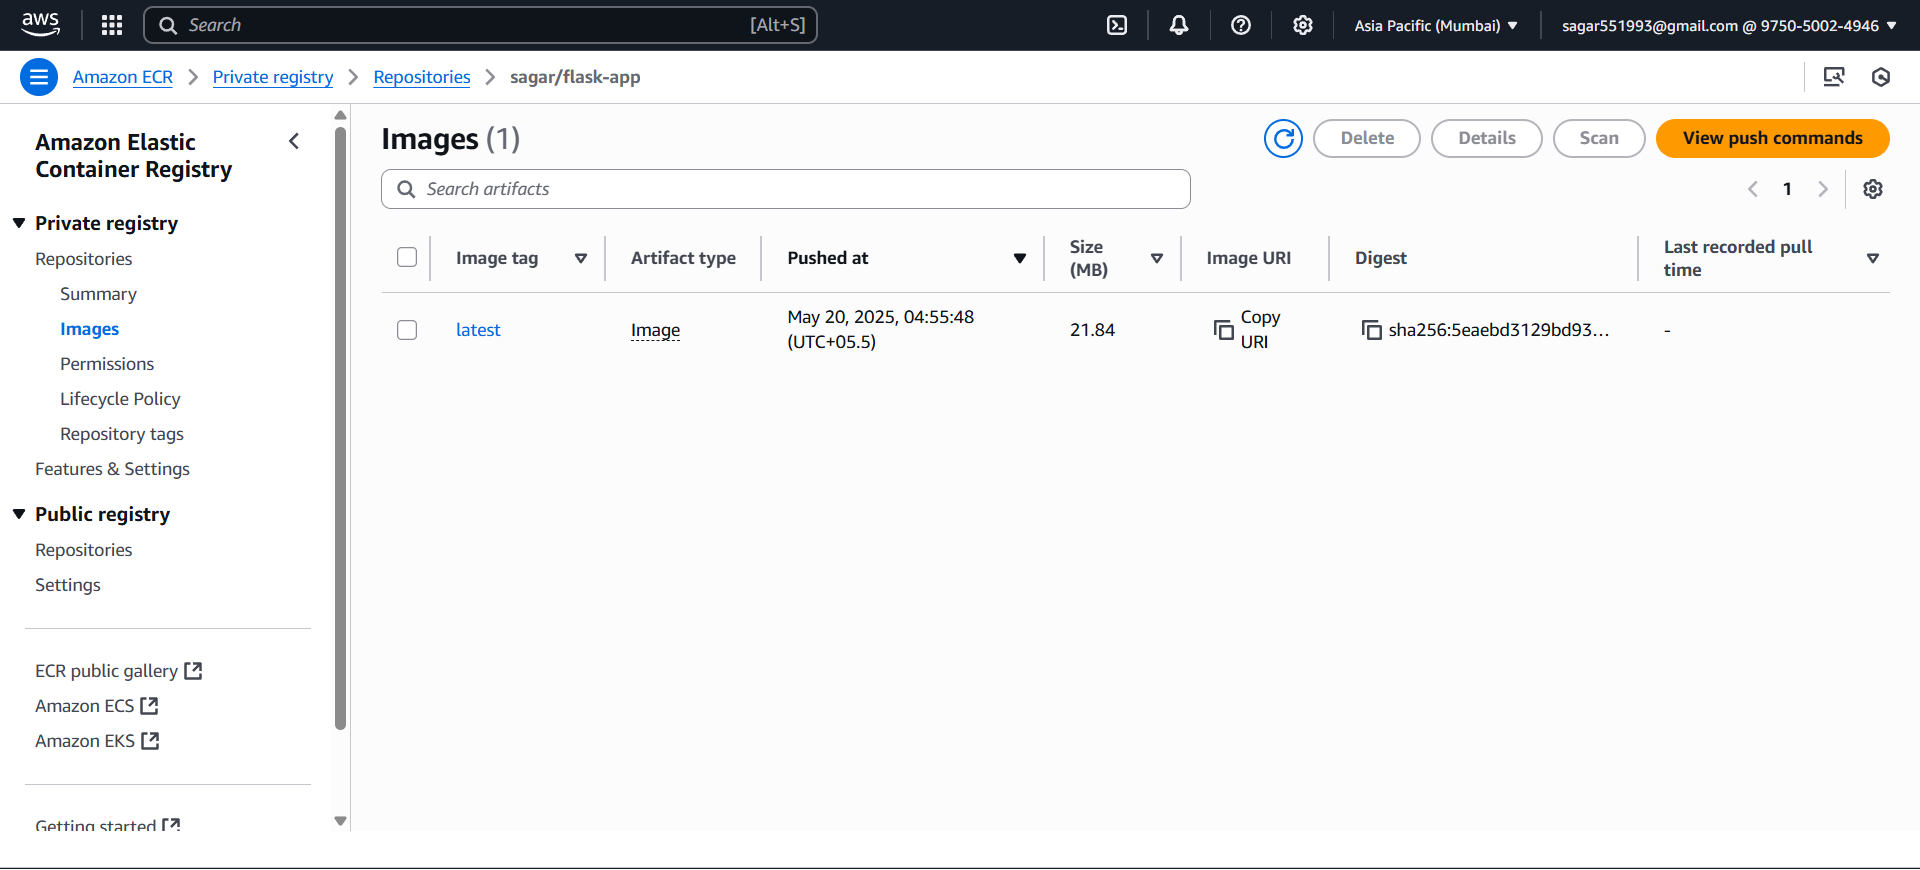 aws
Search [Alt+S]
Asia Pacific (Mumbai)
sagar551993@gmail.com @ 9750-5002-4946
Amazon ECR
Private registry
Repositories
sagar/flask-app
Amazon Elastic
Container Registry
Private registry
Repositories
Summary
Images
Permissions
Lifecycle Policy
Repository tags
Features & Settings
Public registry
Repositories
Settings
ECR public gallery
Amazon ECS
Amazon EKS
Getting started
Images (1)
Delete
Details
Scan
View push commands
Search artifacts
1
Image tag
Artifact type
Pushed at
Size
(MB)
Image URI
Digest
Last recorded pull
time
latest
Image
May 20, 2025, 04:55:48
(UTC+05.5)
21.84
Copy
URI
sha256:5eaebd3129bd93...
-